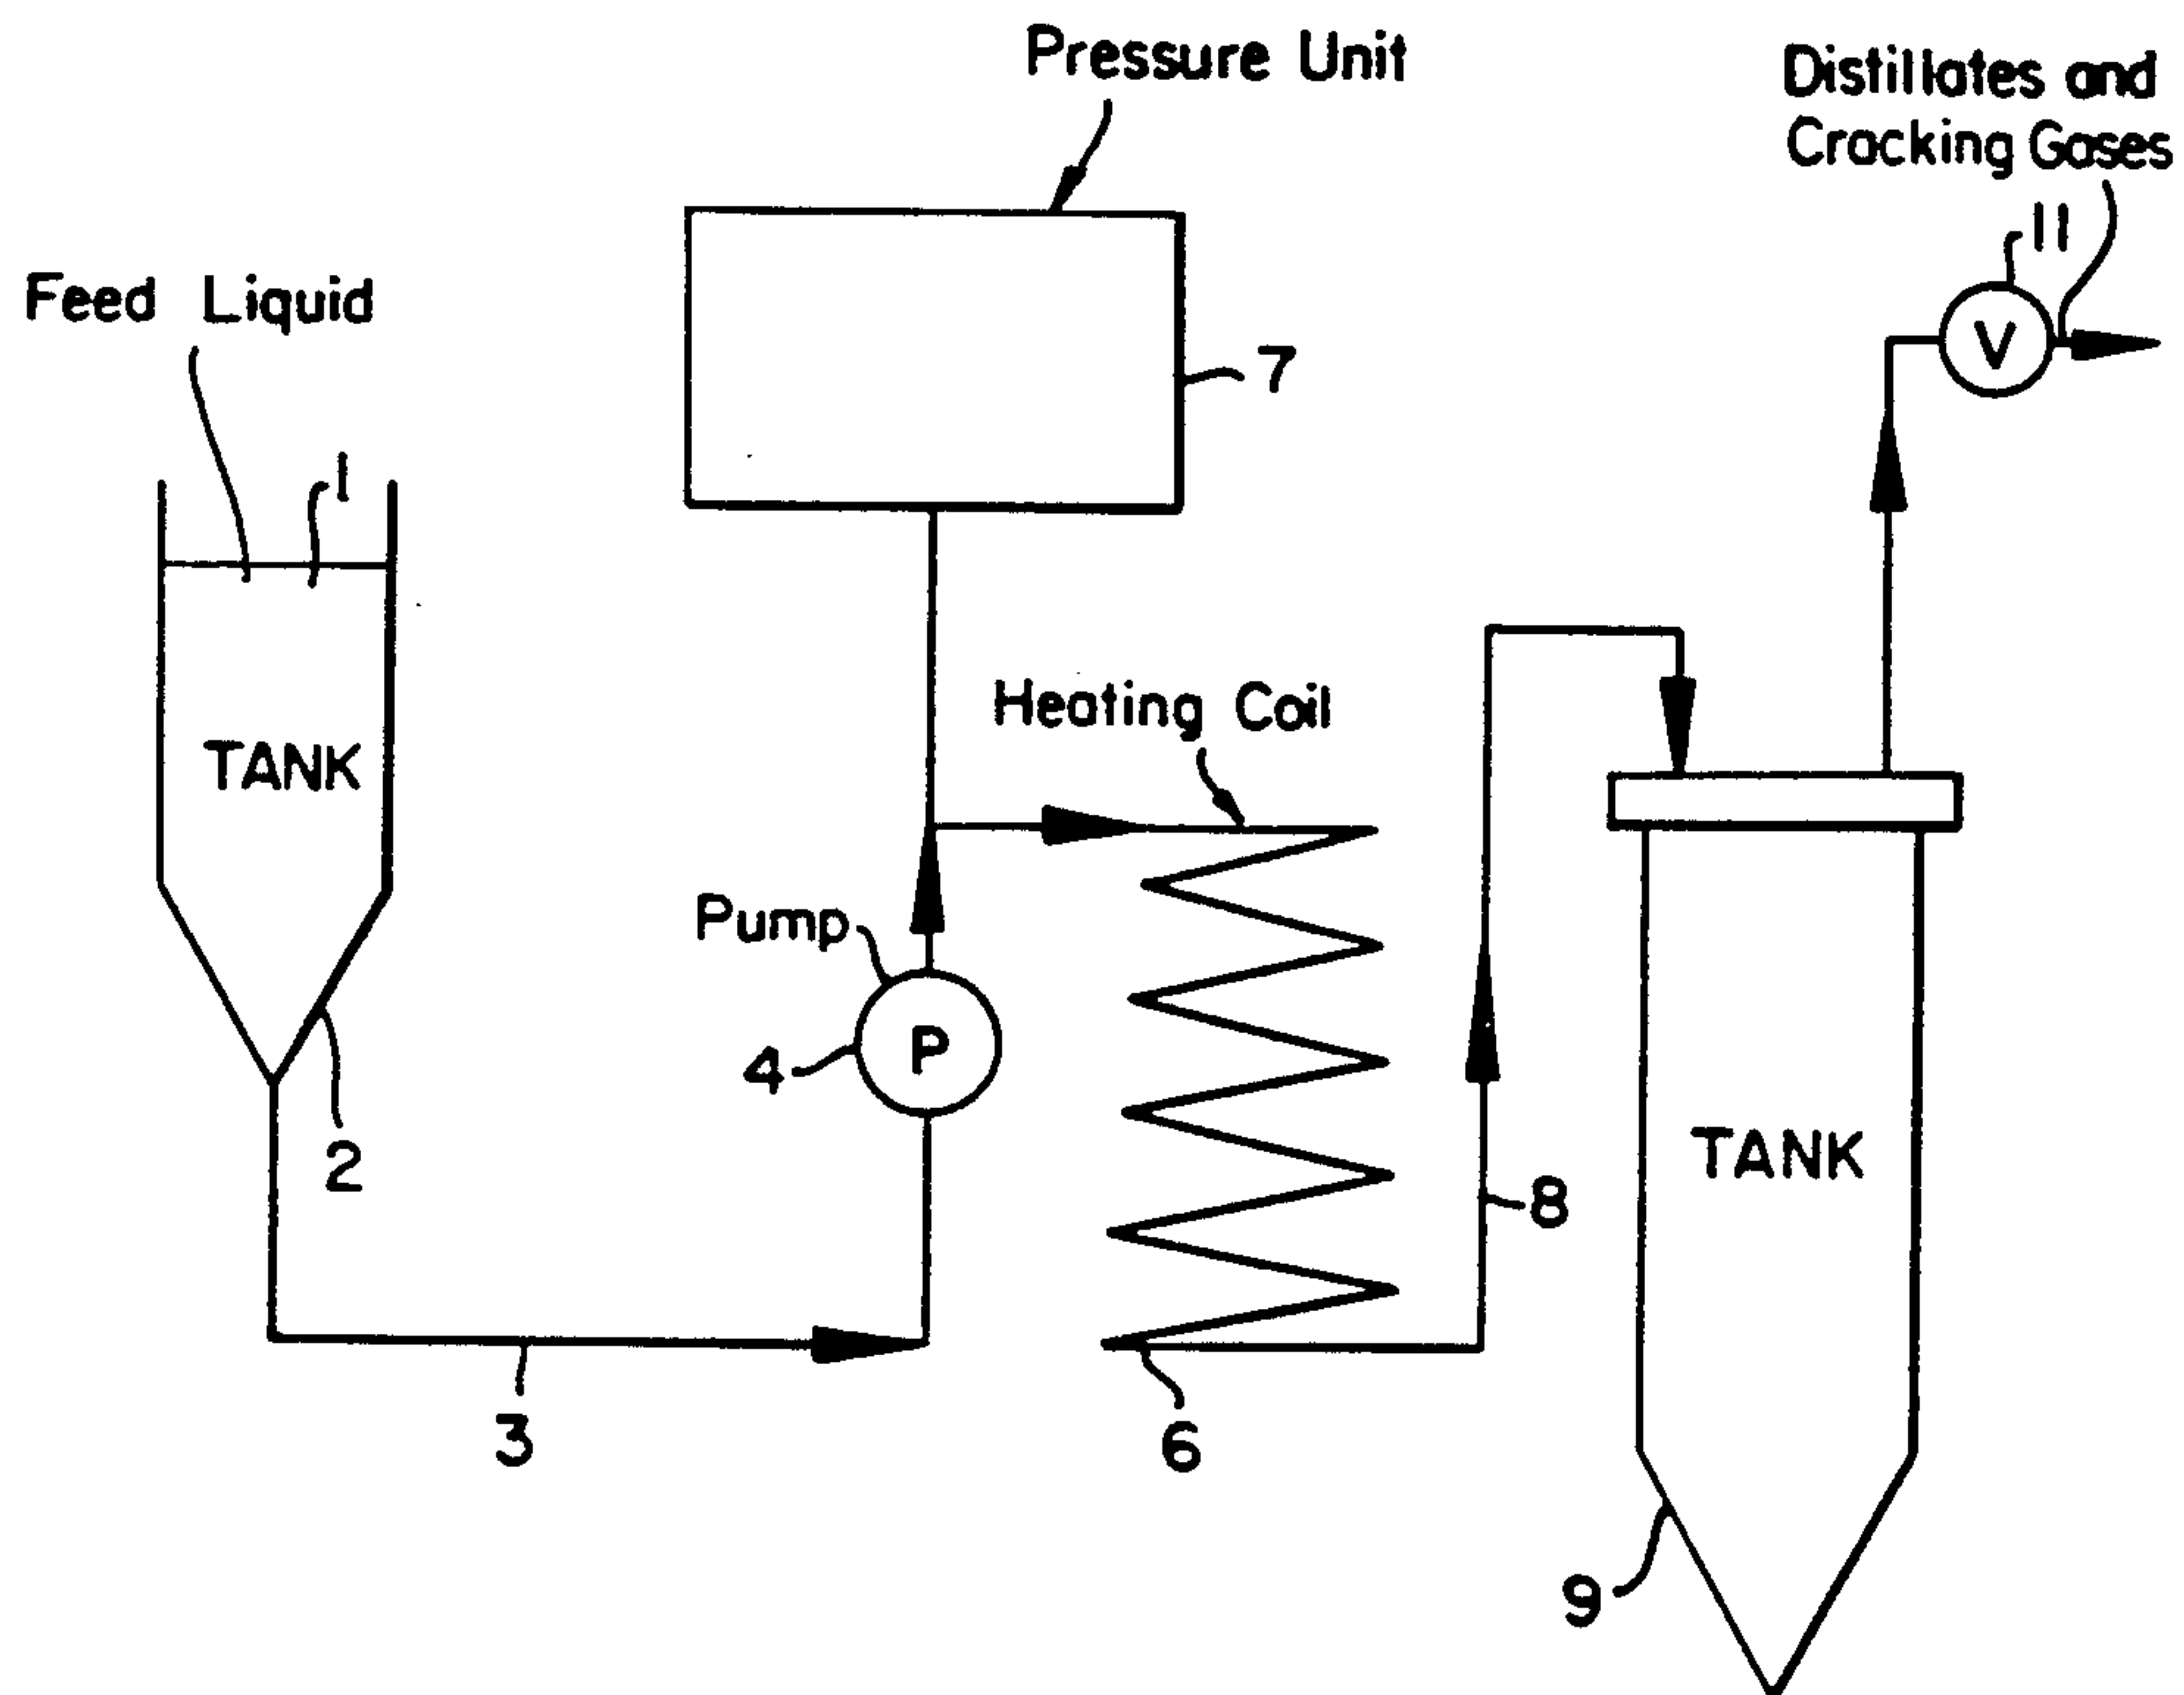 Pressure Unit
Distillates and
Cracking Gases
11
Feed Liquid
7
1
V
Heating Coil
TANK
Pump
P
4
TANK
2
8
3
6
9